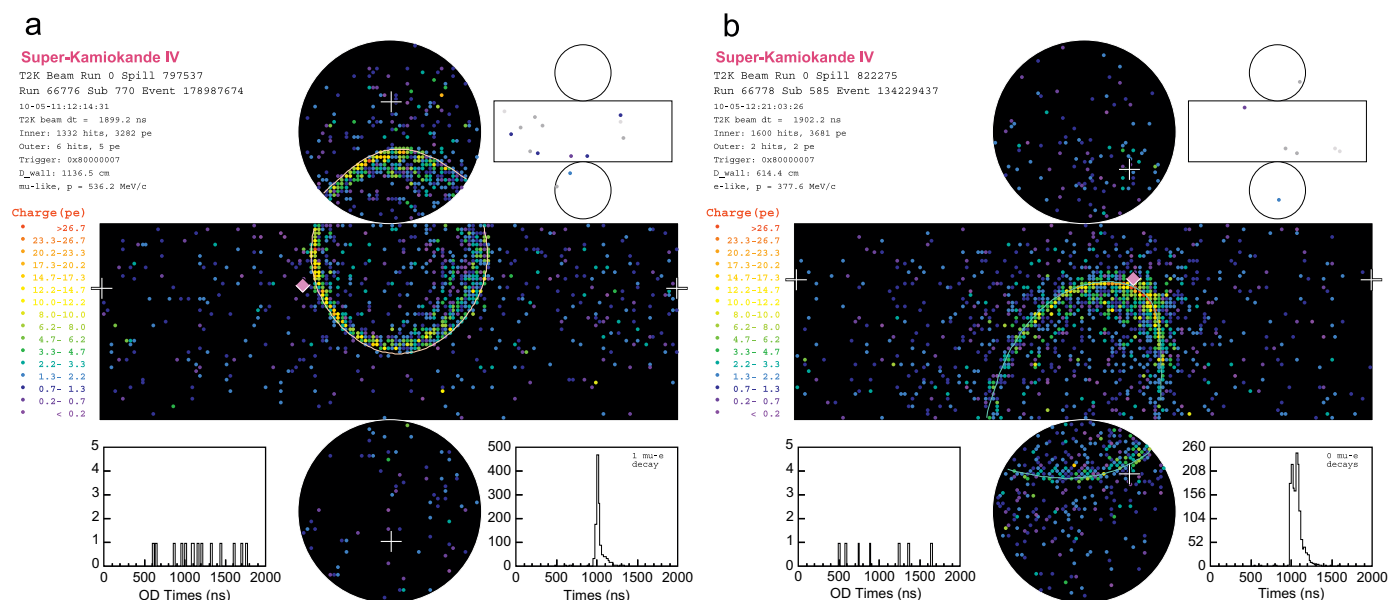 a
Super-Kamiokande IV
T2K Beam Run 0 Spill 797537
Run 66776 Sub 770 Event 178987674
10-05-11:12:14:31
T2K beam dt = 1899.2 ns
Inner: 1332 hits, 3282 pe
Outer: 6 hits, 5 pe
Trigger: 0x80000007
D_wall: 1136.5 cm
mu-like, p = 536.2 MeV/c
Charge(pe)
>26.7
23.3-26.7
20.2-23.3
17.3-20.2
14.7-17.3
12.2-14.7
10.0-12.2
8.0-10.0
6.2- 8.0
4.7- 6.2
3.3- 4.7
2.2- 3.3
1.3- 2.2
0.7- 1.3
0.2- 0.7
< 0.2
5
4
3
2
1
0
0 500 1000 1500 2000
OD Times (ns)
500
400
300
200
100
0
1 mu-e
decay
0 500 1000 1500 2000
Times (ns)
b
Super-Kamiokande IV
T2K Beam Run 0 Spill 822275
Run 66778 Sub 585 Event 134229437
10-05-12:21:03:26
T2K beam dt = 1902.2 ns
Inner: 1600 hits, 3681 pe
Outer: 2 hits, 2 pe
Trigger: 0x80000007
D_wall: 614.4 cm
e-like, p = 377.6 MeV/c
Charge(pe)
>26.7
23.3-26.7
20.2-23.3
17.3-20.2
14.7-17.3
12.2-14.7
10.0-12.2
8.0-10.0
6.2- 8.0
4.7- 6.2
3.3- 4.7
2.2- 3.3
1.3- 2.2
0.7- 1.3
0.2- 0.7
< 0.2
5
4
3
2
1
0
0 500 1000 1500 2000
OD Times (ns)
260
208
156
104
52
0
0 mu-e
decays
0 500 1000 1500 2000
Times (ns)